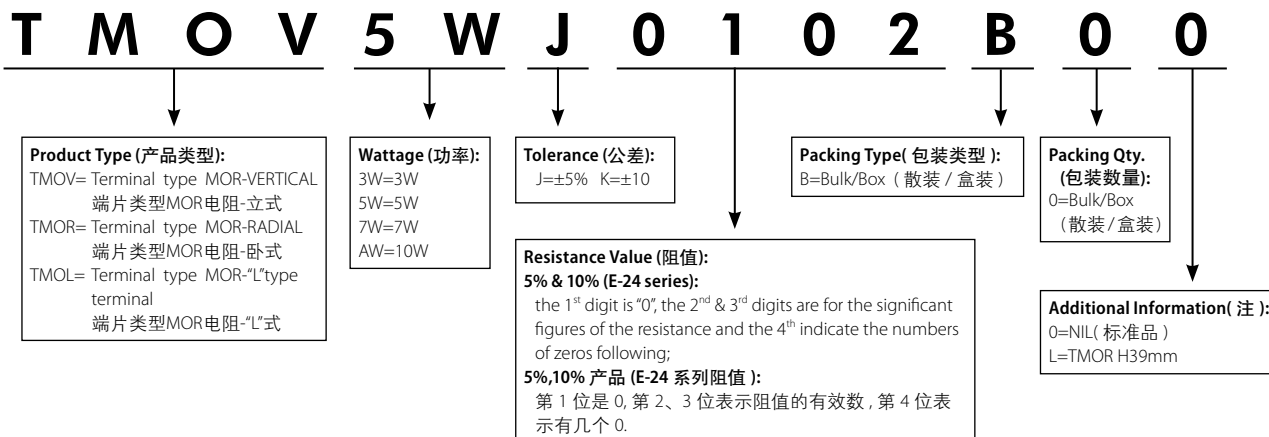 T M O V 5 W J 0 1 0 2 B 0 0
Product Type (产品类型):
TMOV= Terminal type MOR-VERTICAL
端片类型MOR电阻-立式
TMOR= Terminal type MOR-RADIAL
端片类型MOR电阻-卧式
TMOL= Terminal type MOR-“L”type
terminal
端片类型MOR电阻-“L”式
Wattage (功率):
3W=3W
5W=5W
7W=7W
AW=10W
Tolerance (公差):
J=±5% K=±10
Resistance Value (阻值):
5% & 10% (E-24 series):
the 1st digit is “0”, the 2nd & 3rd digits are for the significant
figures of the resistance and the 4th indicate the numbers
of zeros following;
5%,10% 产品 (E-24 系列阻值 ):
第 1 位是 0, 第 2、3 位表示阻值的有效数 , 第 4 位表
示有几个 0.
Packing Type( 包装类型 ):
B=Bulk/Box ( 散装 / 盒装 )
Packing Qty.
(包装数量):
0=Bulk/Box
(散装/盒装)
Additional Information( 注 ):
0=NIL( 标准品 )
L=TMOR H39mm